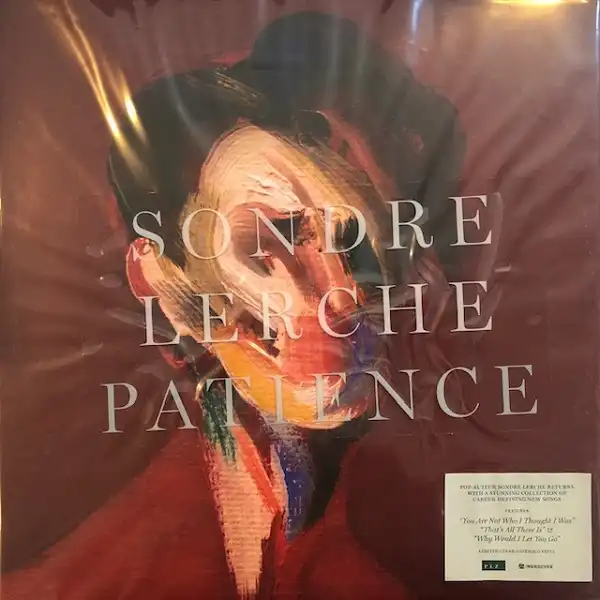 SONDRE
LERCHE
PATIENCE
POP AUTEUR SONDRE LERCHE RETURNS
WITH A STUNNING COLLECTION OF
CAREER DEFINING NEW SONGS
FEATURES
"You Are Not Who I Thought I Was"
"That's All There Is" &
"Why Would I Let You Go"
PLZ